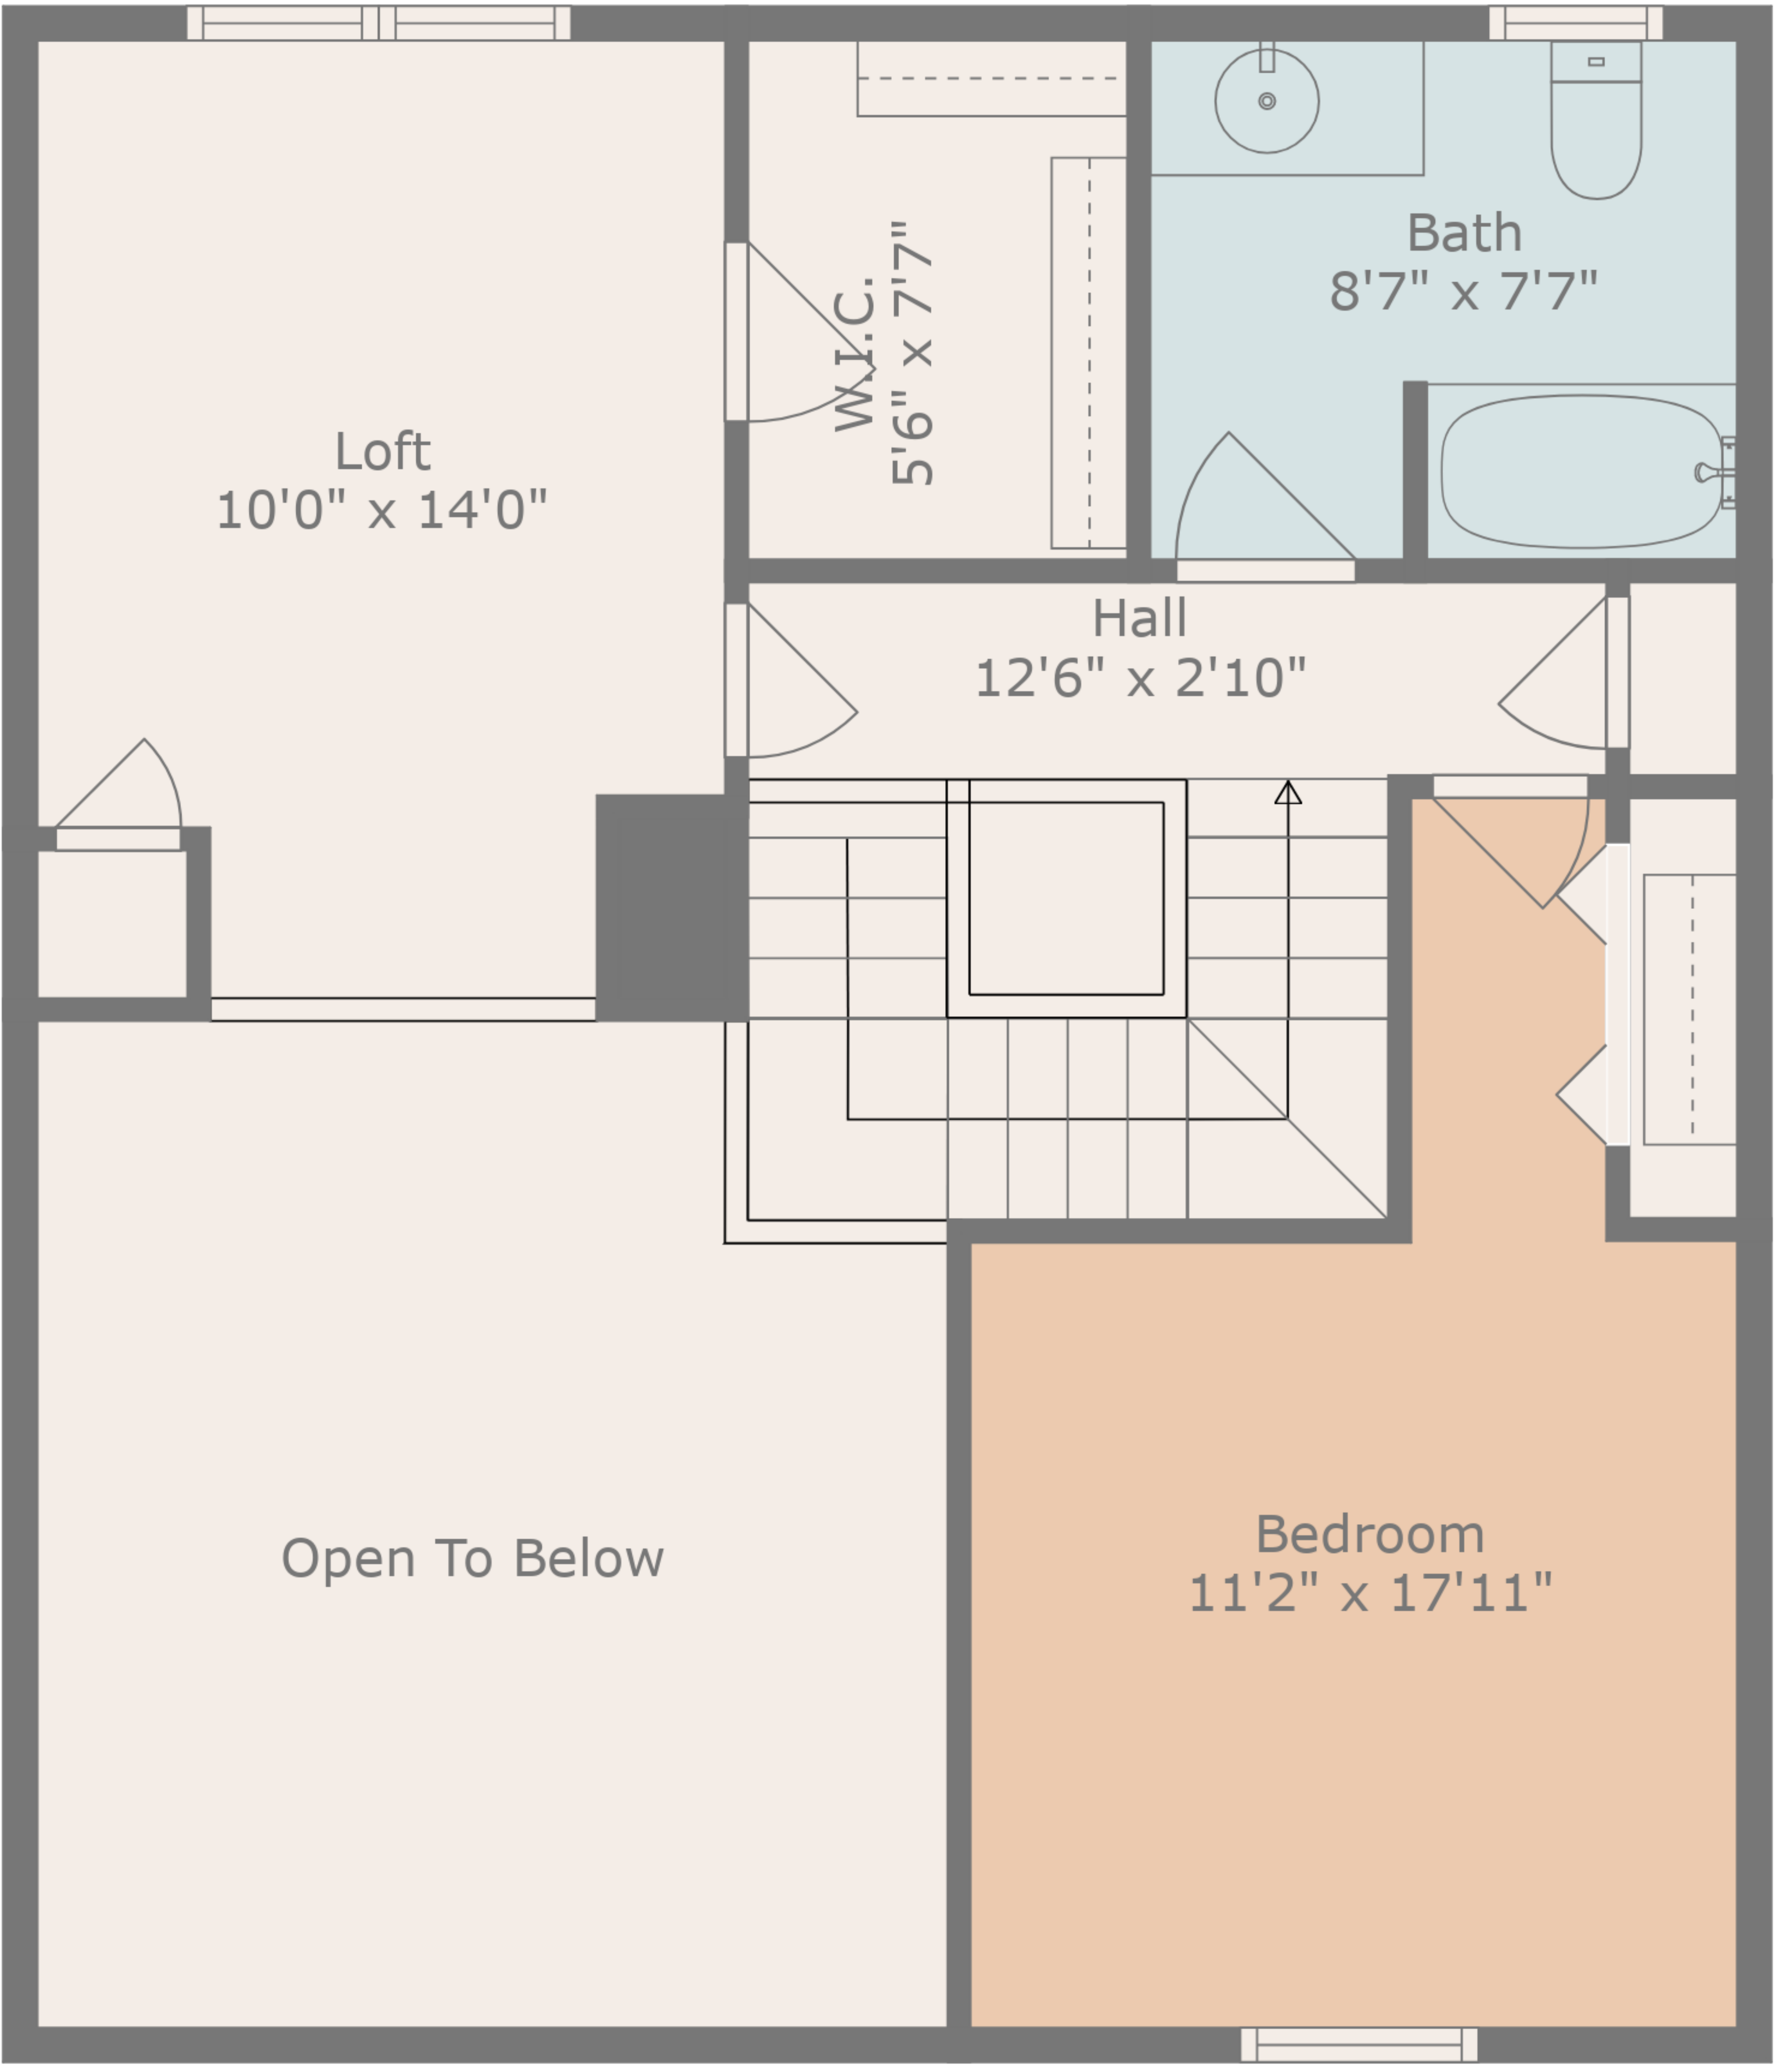 Bath
8'7" x 7'7"
W.I.C.
5'6" x 7'7"
Loft
10'0" x 14'0"
Hall
12'6" x 2'10"
Open To Below
Bedroom
11'2" x 17'11"